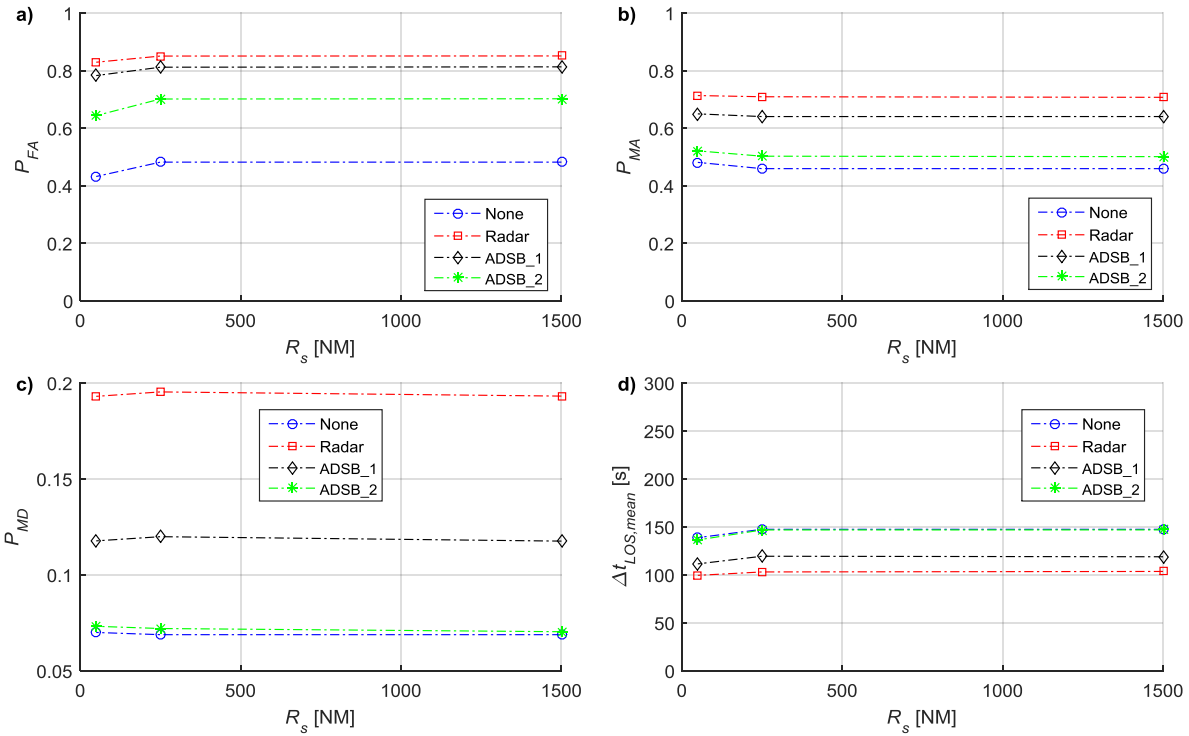 a)
1
0.8
0.6
0.4
0.2
0
P_FA
0 500 1000 1500
R_s [NM]
None
Radar
ADSB_1
ADSB_2
b)
1
0.8
0.6
0.4
0.2
0
P_MA
0 500 1000 1500
R_s [NM]
None
Radar
ADSB_1
ADSB_2
c)
0.2
0.15
0.1
0.05
P_MD
0 500 1000 1500
R_s [NM]
None
Radar
ADSB_1
ADSB_2
d)
300
250
200
150
100
50
0
Δt_LOS,mean [s]
0 500 1000 1500
R_s [NM]
None
Radar
ADSB_1
ADSB_2